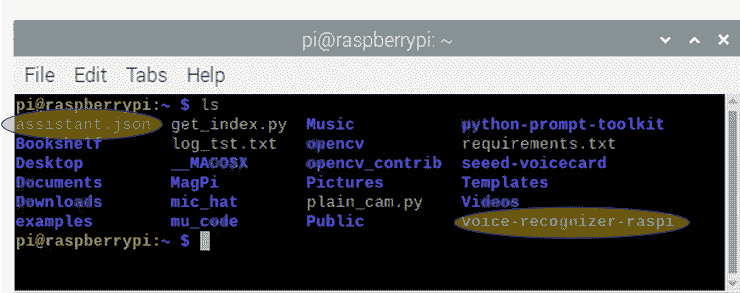 pi@raspberrypi: ~
File Edit Tabs Help
pi@raspberrypi:~ $ ls
assistant.json get_index.py Music python-prompt-toolkit
Bookshelf log_tst.txt opencv requirements.txt
Desktop __MACOSX opencv_contrib seeed-voicecard
Documents MagPi Pictures Templates
Downloads mic_hat plain_cam.py Videos
examples mu_code Public voice-recognizer-raspi
pi@raspberrypi:~ $